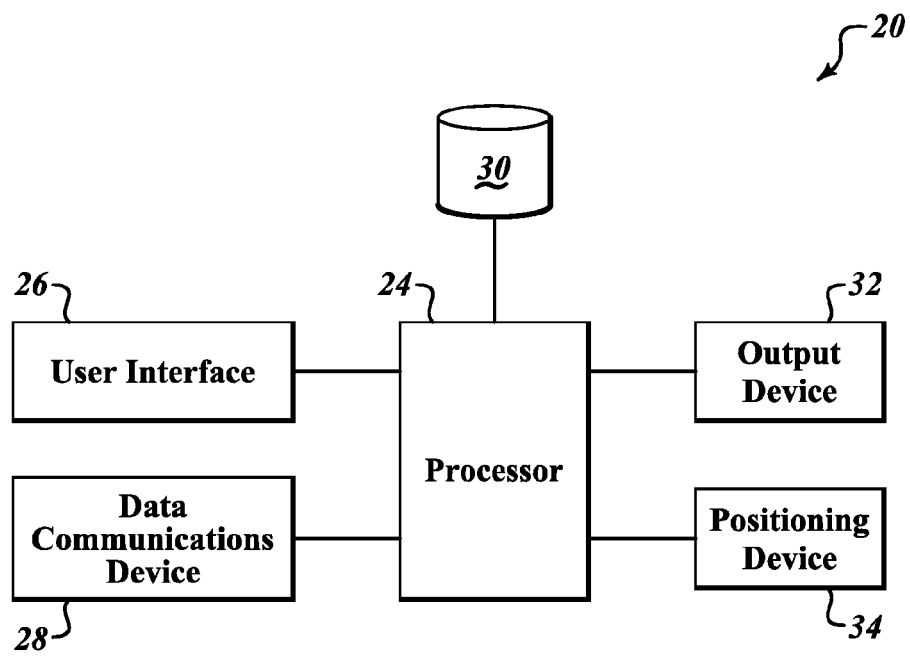 20
30
26
24
32
User Interface
Processor
Output
Device
Data
Communications
Device
Positioning
Device
28
34